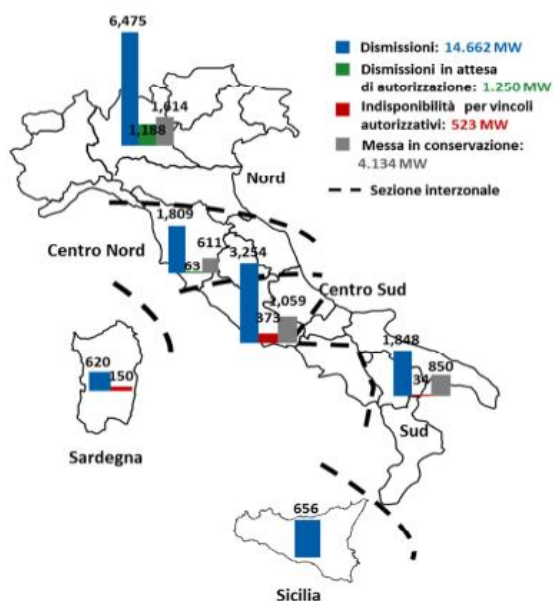 6,475
Dismissioni: 14.662 MW
Dismissioni in attesa
di autorizzazione: 1.250 MW
Indisponibilità per vincoli
autorizzativi: 523 MW
Messa in conservazione:
4.134 MW
Sezione interzonale
1,614
1,188
Nord
1,809
611
63
Centro Nord
3,254
1,059
373
Centro Sud
1,848
850
34
Sud
620
150
Sardegna
656
Sicilia